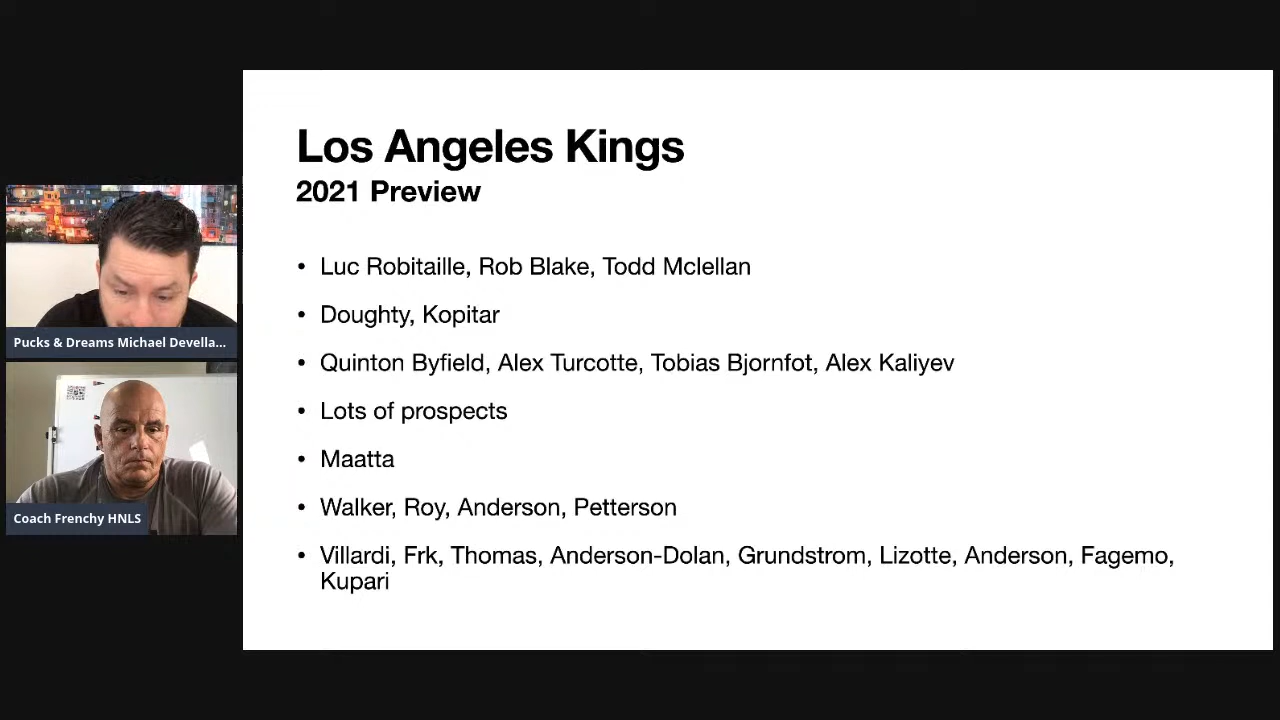 Los Angeles Kings
2021 Preview
• Luc Robitaille, Rob Blake, Todd Mclellan
• Doughty, Kopitar
• Quinton Byfield, Alex Turcotte, Tobias Bjornfot, Alex Kaliyev
• Lots of prospects
• Maatta
• Walker, Roy, Anderson, Petterson
• Villardi, Frk, Thomas, Anderson-Dolan, Grundstrom, Lizotte, Anderson, Fagemo,
Kupari
Pucks & Dreams Michael Devella...
Coach Frenchy HNLS